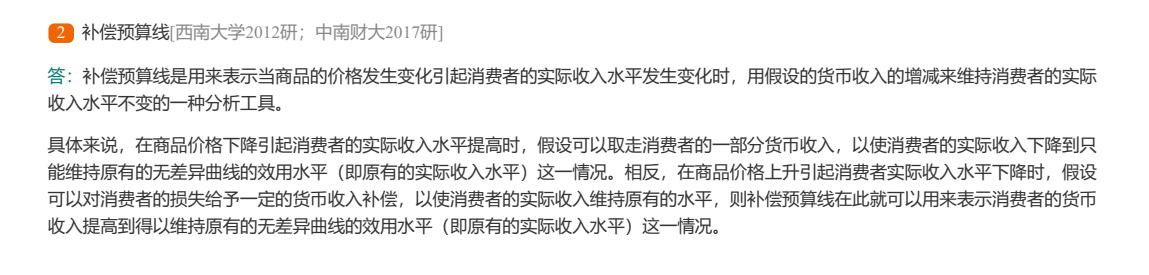 2 补偿预算线[西南大学2012研；中南财大2017研]
答：补偿预算线是用来表示当商品的价格发生变化引起消费者的实际收入水平发生变化时，用假设的货币收入的增减来维持消费者的实际
收入水平不变的一种分析工具。
具体来说，在商品价格下降引起消费者的实际收入水平提高时，假设可以取走消费者的一部分货币收入，以使消费者的实际收入下降到只
能维持原有的无差异曲线的效用水平（即原有的实际收入水平）这一情况。相反，在商品价格上升引起消费者实际收入水平下降时，假设
可以对消费者的损失给予一定的货币收入补偿，以使消费者的实际收入维持原有的水平，则补偿预算线在此就可以用来表示消费者的货币
收入提高到得以维持原有的无差异曲线的效用水平（即原有的实际收入水平）这一情况。